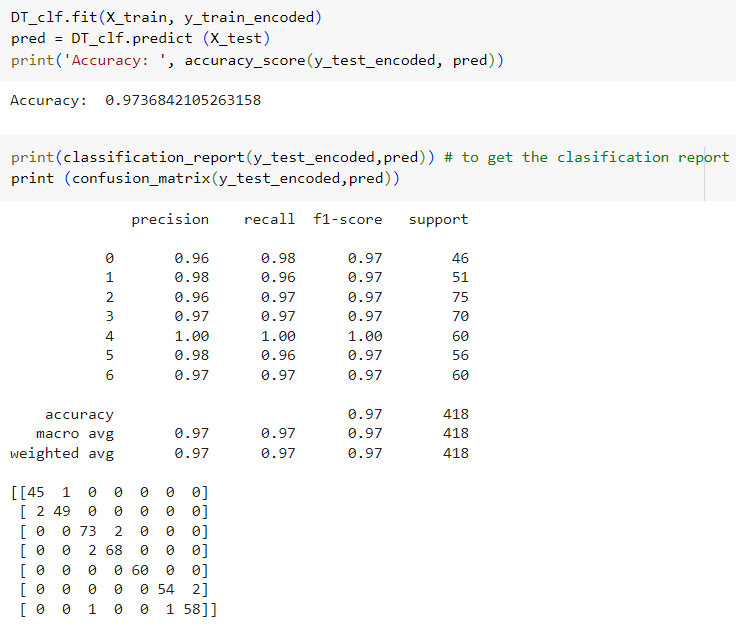 DT_clf.fit(X_train, y_train_encoded)
pred = DT_clf.predict (X_test)
print('Accuracy: ', accuracy_score(y_test_encoded, pred))
Accuracy:  0.9736842105263158
print(classification_report(y_test_encoded,pred)) # to get the clasification report
print (confusion_matrix(y_test_encoded,pred))
              precision    recall  f1-score   support
           0       0.96      0.98      0.97        46
           1       0.98      0.96      0.97        51
           2       0.96      0.97      0.97        75
           3       0.97      0.97      0.97        70
           4       1.00      1.00      1.00        60
           5       0.98      0.96      0.97        56
           6       0.97      0.97      0.97        60
    accuracy                           0.97       418
   macro avg       0.97      0.97      0.97       418
weighted avg       0.97      0.97      0.97       418
[[45  1  0  0  0  0  0]
 [ 2 49  0  0  0  0  0]
 [ 0  0 73  2  0  0  0]
 [ 0  0  2 68  0  0  0]
 [ 0  0  0  0 60  0  0]
 [ 0  0  0  0  0 54  2]
 [ 0  0  1  0  0  1 58]]